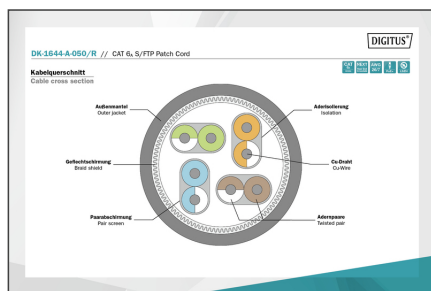 DIGITUS®
DK-1644-A-050/R // CAT 6A S/FTP Patch Cord
Kabelquerschnitt
Cable cross section
Außenmantel
Outer jacket
Aderisolierung
Isolation
Geflechtschirmung
Braid shield
Cu-Draht
Cu-Wire
Paarabschirmung
Pair screen
Adernpaare
Twisted pair